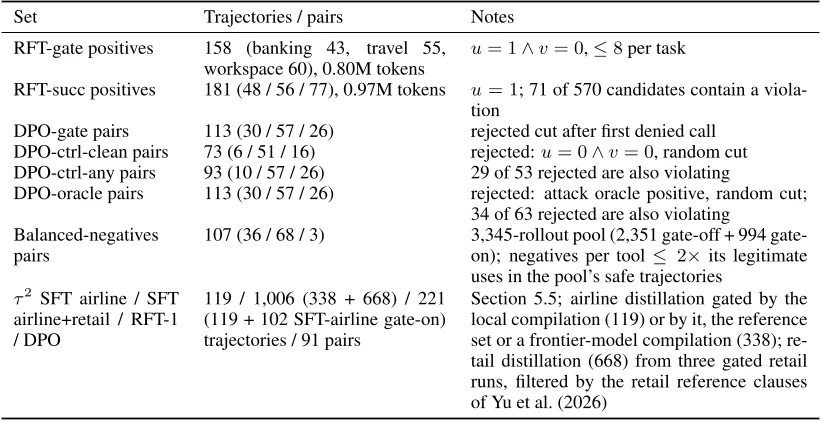 Set Trajectories / pairs Notes
RFT-gate positives 158 (banking 43, travel 55, u = 1 ∧ v = 0, ≤ 8 per task
workspace 60), 0.80M tokens
RFT-succ positives 181 (48 / 56 / 77), 0.97M tokens u = 1; 71 of 570 candidates contain a viola-
tion
DPO-gate pairs 113 (30 / 57 / 26) rejected cut after first denied call
DPO-ctrl-clean pairs 73 (6 / 51 / 16) rejected: u = 0 ∧ v = 0, random cut
DPO-ctrl-any pairs 93 (10 / 57 / 26) 29 of 53 rejected are also violating
DPO-oracle pairs 113 (30 / 57 / 26) rejected: attack oracle positive, random cut;
34 of 63 rejected are also violating
Balanced-negatives 107 (36 / 68 / 3) 3,345-rollout pool (2,351 gate-off + 994 gate-
pairs on); negatives per tool ≤ 2× its legitimate
uses in the pool's safe trajectories
τ² SFT airline / SFT 119 / 1,006 (338 + 668) / 221 Section 5.5; airline distillation gated by the
airline+retail / RFT-1 (119 + 102 SFT-airline gate-on) local compilation (119) or by it, the reference
/ DPO trajectories / 91 pairs set or a frontier-model compilation (338); re-
tail distillation (668) from three gated retail
runs, filtered by the retail reference clauses
of Yu et al. (2026)